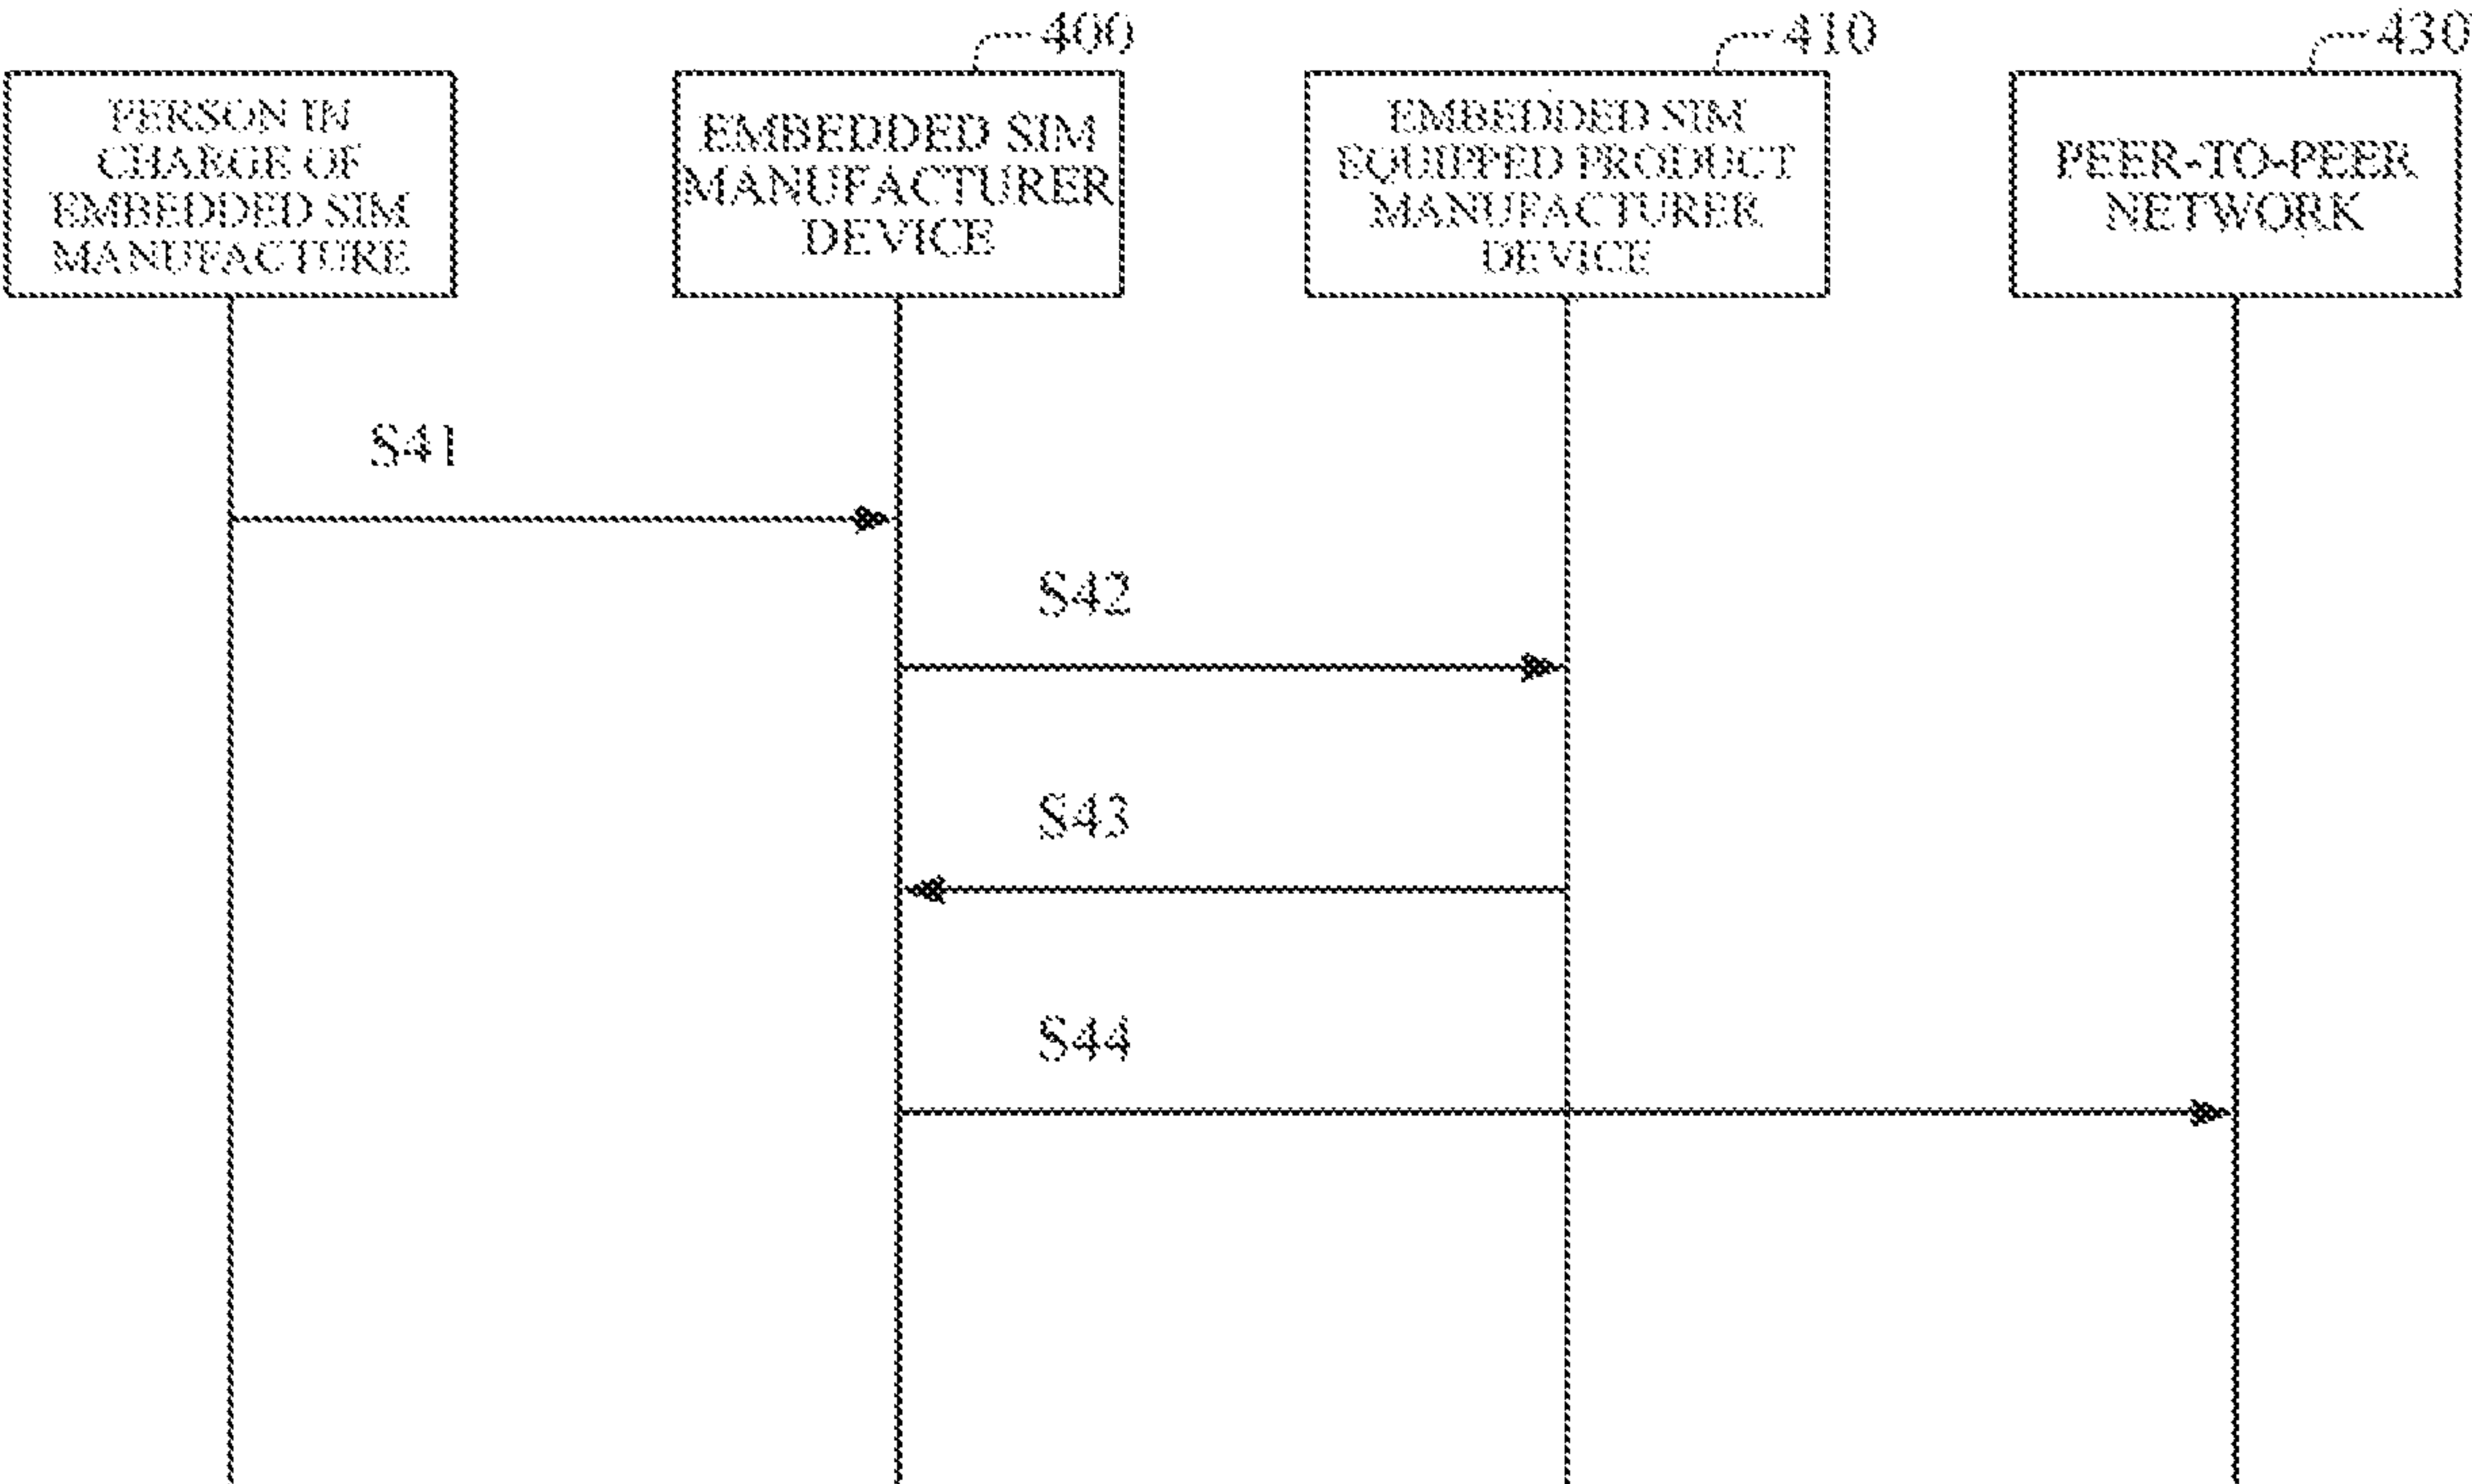 400
410
430
PERSON IN
CHARGE OF
EMBEDDED SIM
MANUFACTURE
EMBEDDED SIM
MANUFACTURER
DEVICE
EMBEDDED SIM
EQUIPPED PRODUCT
MANUFACTURER
DEVICE
PEER-TO-PEER
NETWORK
S41
S42
S43
S44